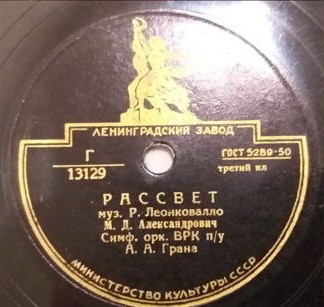 ЛЕНИНГРАДСКИЙ ЗАВОД
Г
13129
ГОСТ 5289-50
третий кл
РАССВЕТ
муз. Р. Леонковалло
М. Д. Александрович
Симф. орк. ВРК п/у
А. А. Грана
МИНИСТЕРСТВО КУЛЬТУРЫ СССР